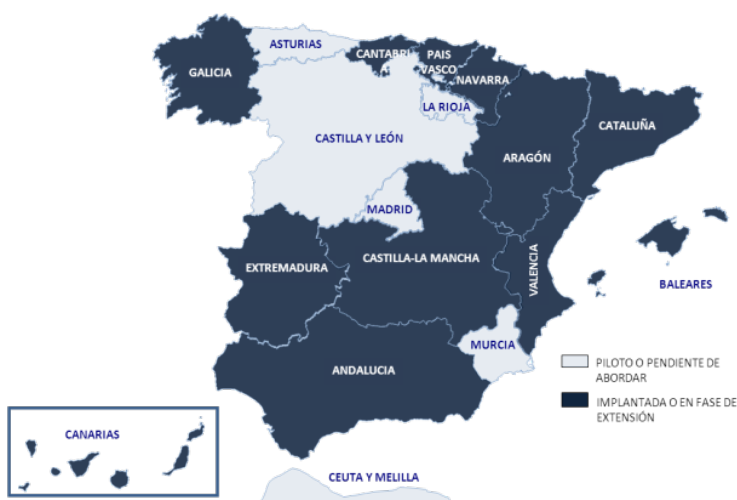 ASTURIAS
CANTABRI
PAIS
VASCO
NAVARRA
GALICIA
LA RIOJA
CATALUÑA
CASTILLA Y LEÓN
ARAGÓN
MADRID
CASTILLA-LA MANCHA
EXTREMADURA
VALENCIA
BALEARES
MURCIA
ANDALUCIA
PILOTO O PENDIENTE DE
ABORDAR
IMPLANTADA O EN FASE DE
EXTENSIÓN
CANARIAS
CEUTA Y MELILLA